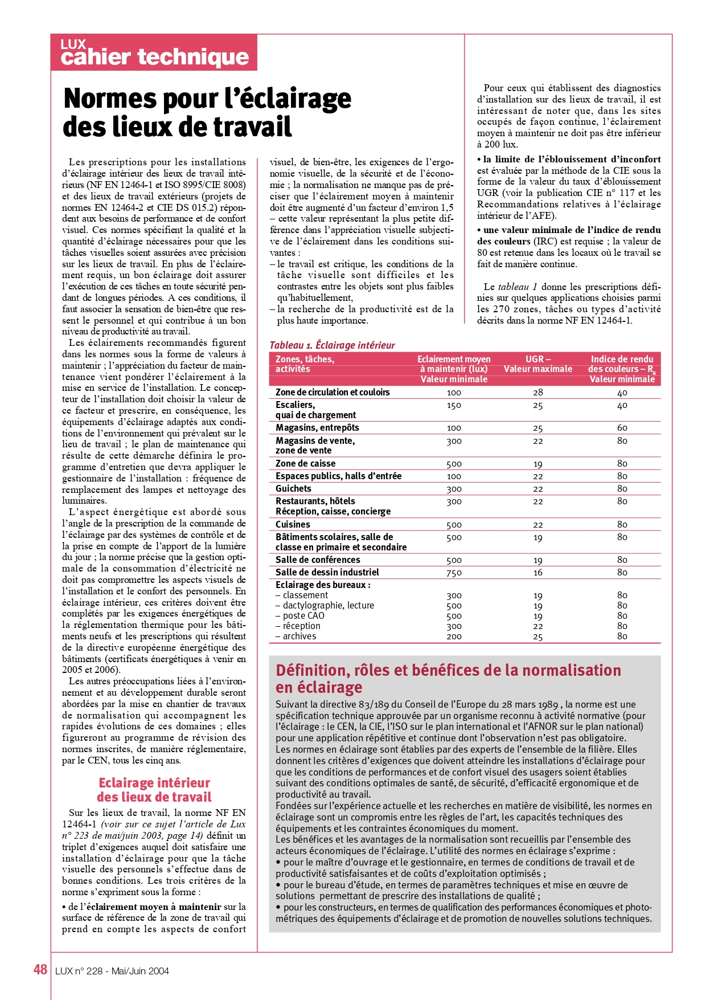 LUX
cahier technique
Normes pour l’éclairage
des lieux de travail
Les prescriptions pour les installations
d’éclairage intérieur des lieux de travail inté-
rieurs (NF EN 12464-1 et ISO 8995/CIE 8008)
et des lieux de travail extérieurs (projets de
normes EN 12464-2 et CIE DS 015.2) répon-
dent aux besoins de performance et de confort
visuel. Ces normes spécifient la qualité et la
quantité d’éclairage nécessaires pour que les
tâches visuelles soient assurées avec précision
sur les lieux de travail. En plus de l’éclaire-
ment requis, un bon éclairage doit assurer
l’exécution de ces tâches en toute sécurité pen-
dant de longues périodes. A ces conditions, il
faut associer la sensation de bien-être que res-
sent le personnel et qui contribue à un bon
niveau de productivité au travail.
Les éclairements recommandés figurent
dans les normes sous la forme de valeurs à
maintenir ; l’appréciation du facteur de main-
tenance vient pondérer l’éclairement à la
mise en service de l’installation. Le concep-
teur de l’installation doit choisir la valeur de
ce facteur et prescrire, en conséquence, les
équipements d’éclairage adaptés aux condi-
tions de l’environnement qui prévalent sur le
lieu de travail ; le plan de maintenance qui
résulte de cette démarche définira le pro-
gramme d’entretien que devra appliquer le
gestionnaire de l’installation : fréquence de
remplacement des lampes et nettoyage des
luminaires.
L’aspect énergétique est abordé sous
l’angle de la prescription de la commande de
l’éclairage par des systèmes de contrôle et de
la prise en compte de l’apport de la lumière
du jour ; la norme précise que la gestion opti-
male de la consommation d’électricité ne
doit pas compromettre les aspects visuels de
l’installation et le confort des personnels. En
éclairage intérieur, ces critères doivent être
complétés par les exigences énergétiques de
la réglementation thermique pour les bâti-
ments neufs et les prescriptions qui résultent
de la directive européenne énergétique des
bâtiments (certificats énergétiques à venir en
2005 et 2006).
Les autres préoccupations liées à l’environ-
nement et au développement durable seront
abordées par la mise en chantier de travaux
de normalisation qui accompagnent les
rapides évolutions de ces domaines ; elles
figureront au programme de révision des
normes inscrites, de manière réglementaire,
par le CEN, tous les cinq ans.
Eclairage intérieur
des lieux de travail
Sur les lieux de travail, la norme NF EN
12464-1 (voir sur ce sujet l’article de Lux
n° 223 de mai/juin 2003, page 14) définit un
triplet d’exigences auquel doit satisfaire une
installation d’éclairage pour que la tâche
visuelle des personnels s’effectue dans de
bonnes conditions. Les trois critères de la
norme s’expriment sous la forme :
• de l’éclairement moyen à maintenir sur la
surface de référence de la zone de travail qui
prend en compte les aspects de confort
visuel, de bien-être, les exigences de l’ergo-
nomie visuelle, de la sécurité et de l’écono-
mie ; la normalisation ne manque pas de pré-
ciser que l’éclairement moyen à maintenir
doit être augmenté d’un facteur d’environ 1,5
– cette valeur représentant la plus petite dif-
férence dans l’appréciation visuelle subjecti-
ve de l’éclairement dans les conditions sui-
vantes :
– le travail est critique, les conditions de la
tâche visuelle sont difficiles et les
contrastes entre les objets sont plus faibles
qu’habituellement,
– la recherche de la productivité est de la
plus haute importance.
Pour ceux qui établissent des diagnostics
d’installation sur des lieux de travail, il est
intéressant de noter que, dans les sites
occupés de façon continue, l’éclairement
moyen à maintenir ne doit pas être inférieur
à 200 lux.
• la limite de l’éblouissement d’inconfort
est évaluée par la méthode de la CIE sous la
forme de la valeur du taux d’éblouissement
UGR (voir la publication CIE n° 117 et les
Recommandations relatives à l’éclairage
intérieur de l’AFE).
• une valeur minimale de l’indice de rendu
des couleurs (IRC) est requise ; la valeur de
80 est retenue dans les locaux où le travail se
fait de manière continue.
Le tableau 1 donne les prescriptions défi-
nies sur quelques applications choisies parmi
les 270 zones, tâches ou types d’activité
décrits dans la norme NF EN 12464-1.
Tableau 1. Éclairage intérieur
Zones, tâches, Eclairement moyen UGR – Indice de rendu
activités à maintenir (lux) Valeur maximale des couleurs – Ra
Valeur minimale Valeur minimale
Zone de circulation et couloirs 100 28 40
Escaliers, 150 25 40
quai de chargement
Magasins, entrepôts 100 25 60
Magasins de vente, 300 22 80
zone de vente
Zone de caisse 500 19 80
Espaces publics, halls d’entrée 100 22 80
Guichets 300 22 80
Restaurants, hôtels 300 22 80
Réception, caisse, concierge
Cuisines 500 22 80
Bâtiments scolaires, salle de 500 19 80
classe en primaire et secondaire
Salle de conférences 500 19 80
Salle de dessin industriel 750 16 80
Eclairage des bureaux :
– classement 300 19 80
– dactylographie, lecture 500 19 80
– poste CAO 500 19 80
– réception 300 22 80
– archives 200 25 80
Définition, rôles et bénéfices de la normalisation
en éclairage
Suivant la directive 83/189 du Conseil de l’Europe du 28 mars 1989 , la norme est une
spécification technique approuvée par un organisme reconnu à activité normative (pour
l’éclairage : le CEN, la CIE, l’ISO sur le plan international et l’AFNOR sur le plan national)
pour une application répétitive et continue dont l’observation n’est pas obligatoire.
Les normes en éclairage sont établies par des experts de l’ensemble de la filière. Elles
donnent les critères d’exigences que doivent atteindre les installations d’éclairage pour
que les conditions de performances et de confort visuel des usagers soient établies
suivant des conditions optimales de santé, de sécurité, d’efficacité ergonomique et de
productivité au travail.
Fondées sur l’expérience actuelle et les recherches en matière de visibilité, les normes en
éclairage sont un compromis entre les règles de l’art, les capacités techniques des
équipements et les contraintes économiques du moment.
Les bénéfices et les avantages de la normalisation sont recueillis par l’ensemble des
acteurs économiques de l’éclairage. L’utilité des normes en éclairage s’exprime :
• pour le maître d’ouvrage et le gestionnaire, en termes de conditions de travail et de
productivité satisfaisantes et de coûts d’exploitation optimisés ;
• pour le bureau d’étude, en termes de paramètres techniques et mise en œuvre de
solutions permettant de prescrire des installations de qualité ;
• pour les constructeurs, en termes de qualification des performances économiques et photo-
métriques des équipements d’éclairage et de promotion de nouvelles solutions techniques.
48 LUX n° 228 - Mai/Juin 2004